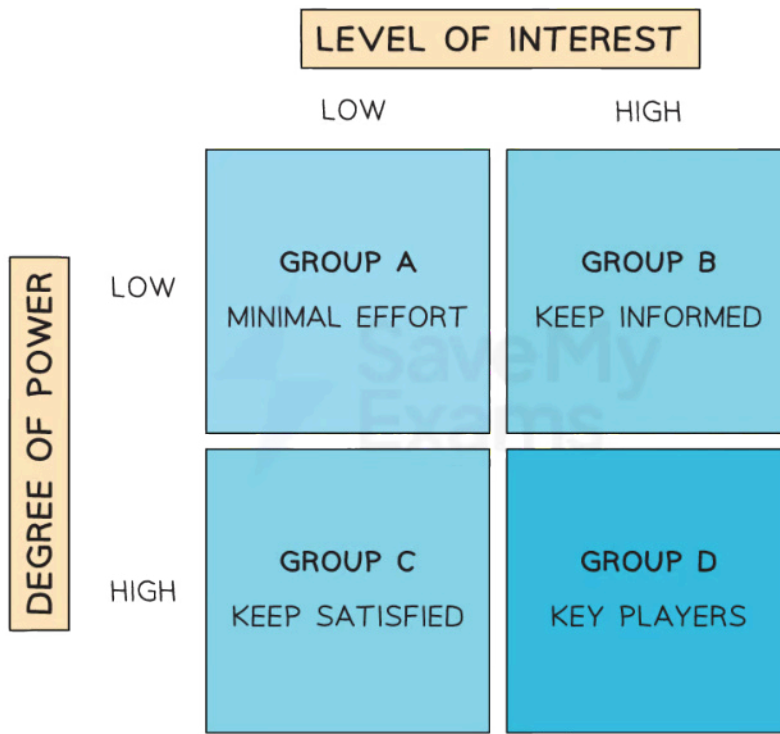 LEVEL OF INTEREST
LOW HIGH
DEGREE OF POWER
LOW
GROUP A
MINIMAL EFFORT
GROUP B
KEEP INFORMED
SaveMy
Exams
HIGH
GROUP C
KEEP SATISFIED
GROUP D
KEY PLAYERS